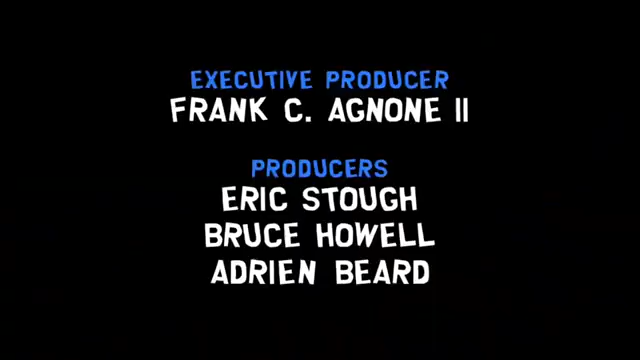 EXECUTIVE PRODUCER
FRANK C. AGNONE II
PRODUCERS
ERIC STOUGH
BRUCE HOWELL
ADRIEN BEARD